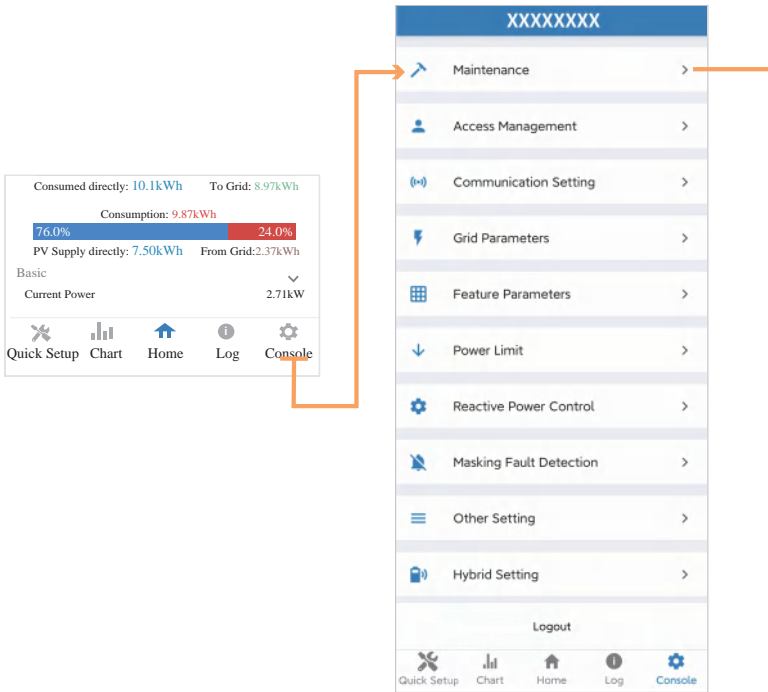 Consumed directly: 10.1kWh To Grid: 8.97kWh
Consumption: 9.87kWh
76.0% 24.0%
PV Supply directly: 7.50kWh From Grid:2.37kWh
Basic
Current Power 2.71kW
Quick Setup Chart Home Log Console
XXXXXXXX
Maintenance
Access Management
Communication Setting
Grid Parameters
Feature Parameters
Power Limit
Reactive Power Control
Masking Fault Detection
Other Setting
Hybrid Setting
Logout
Quick Setup Chart Home Log Console